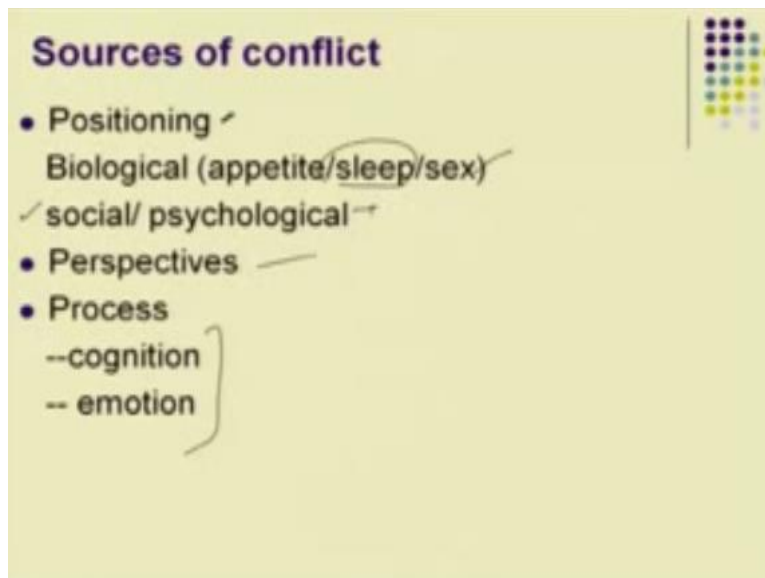 Sources of conflict
• Positioning
Biological (appetite/sleep/sex)
social/ psychological
• Perspectives
• Process
--cognition
-- emotion